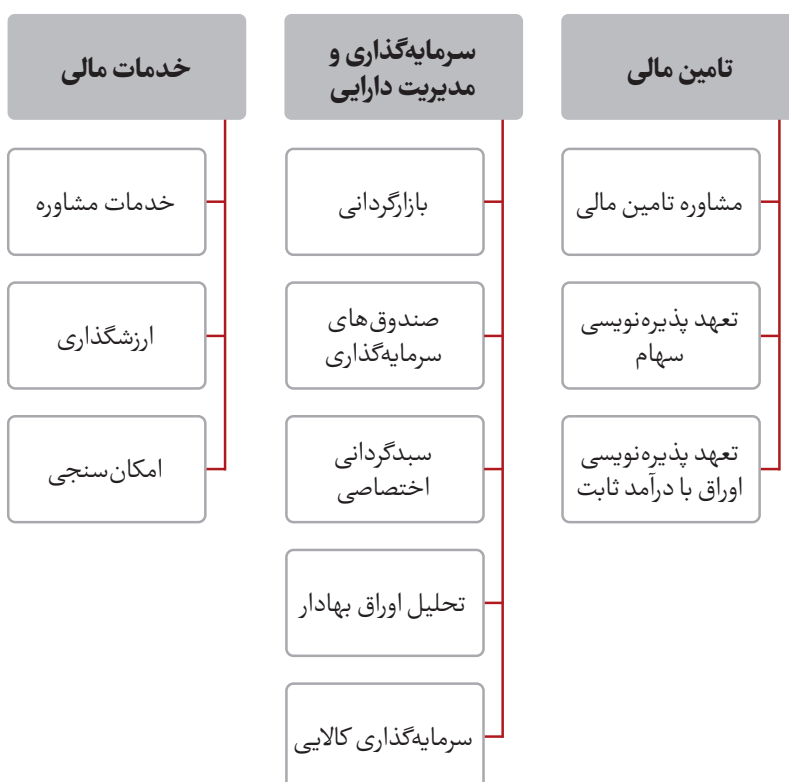 تامین مالی
مشاوره تامین مالی
تعهد پذیره‌نویسی
سهام
تعهد پذیره‌نویسی
اوراق با درآمد ثابت
سرمایه‌گذاری و
مدیریت دارایی
بازارگردانی
صندوق‌های
سرمایه‌گذاری
سبدگردانی
اختصاصی
تحلیل اوراق بهادار
سرمایه‌گذاری کالایی
خدمات مالی
خدمات مشاوره
ارزشگذاری
امکان‌سنجی